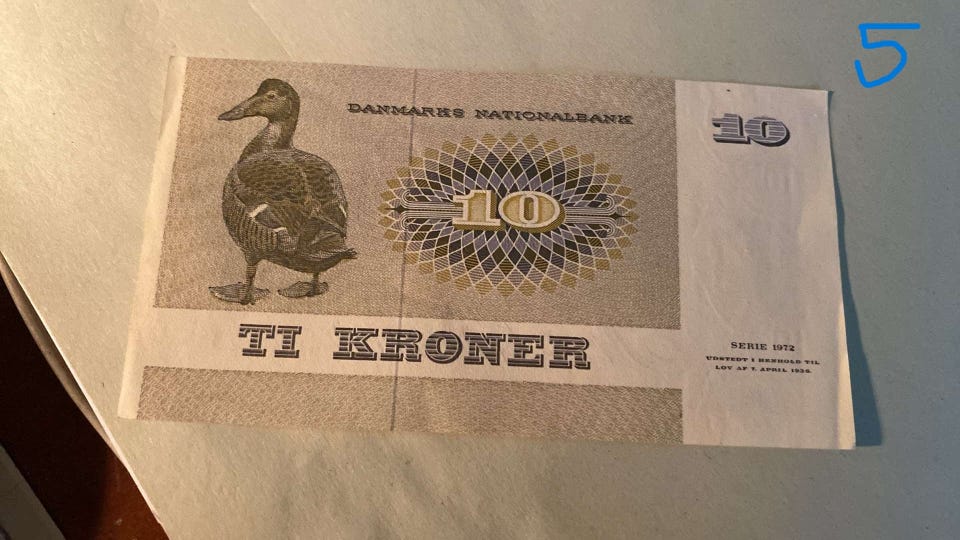 5
DANMARKS NATIONALBANK
10
10
TI KRONER
SERIE 1972
UDSTEDT I HENHOLD TIL
LOV AF 7. APRIL 1936.